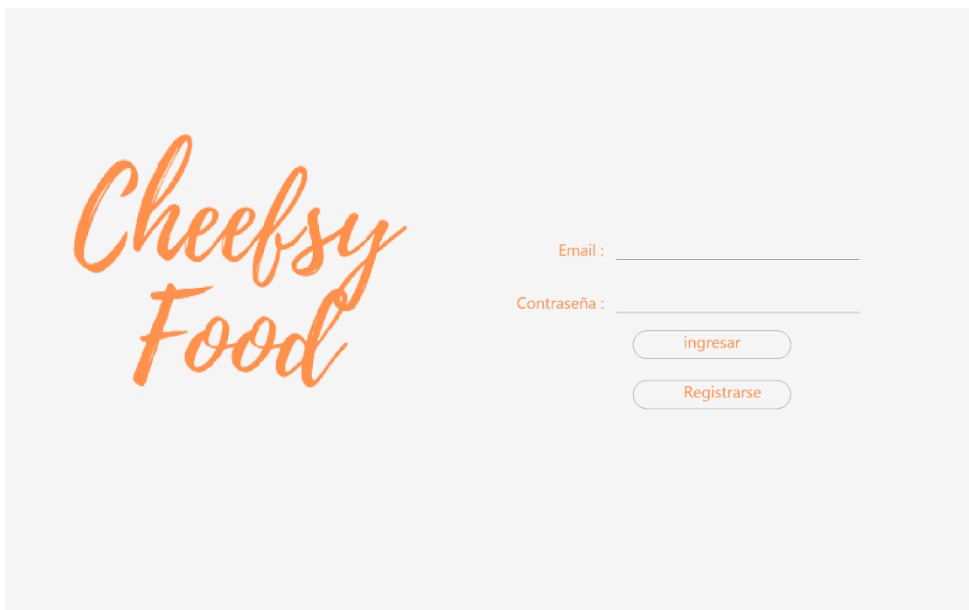 Cheefsy
Food
Email :
Contraseña :
ingresar
Registrarse